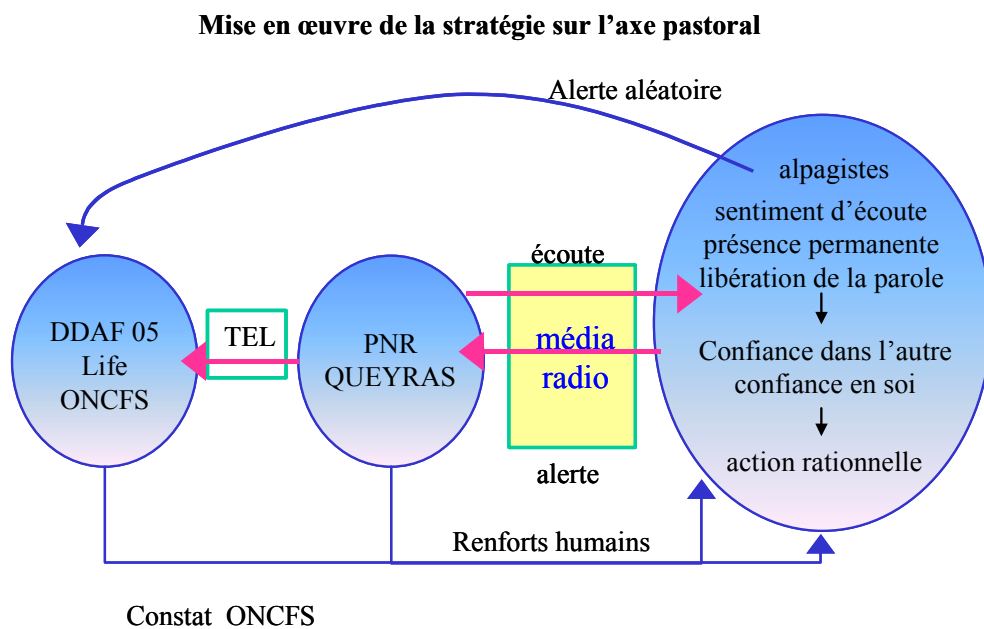 Mise en œuvre de la stratégie sur l’axe pastoral
Alerte aléatoire
alpagistes
sentiment d’écoute
présence permanente
libération de la parole
Confiance dans l’autre
confiance en soi
action rationnelle
écoute
média
radio
alerte
PNR
QUEYRAS
TEL
DDAF 05
Life
ONCFS
Renforts humains
Constat ONCFS